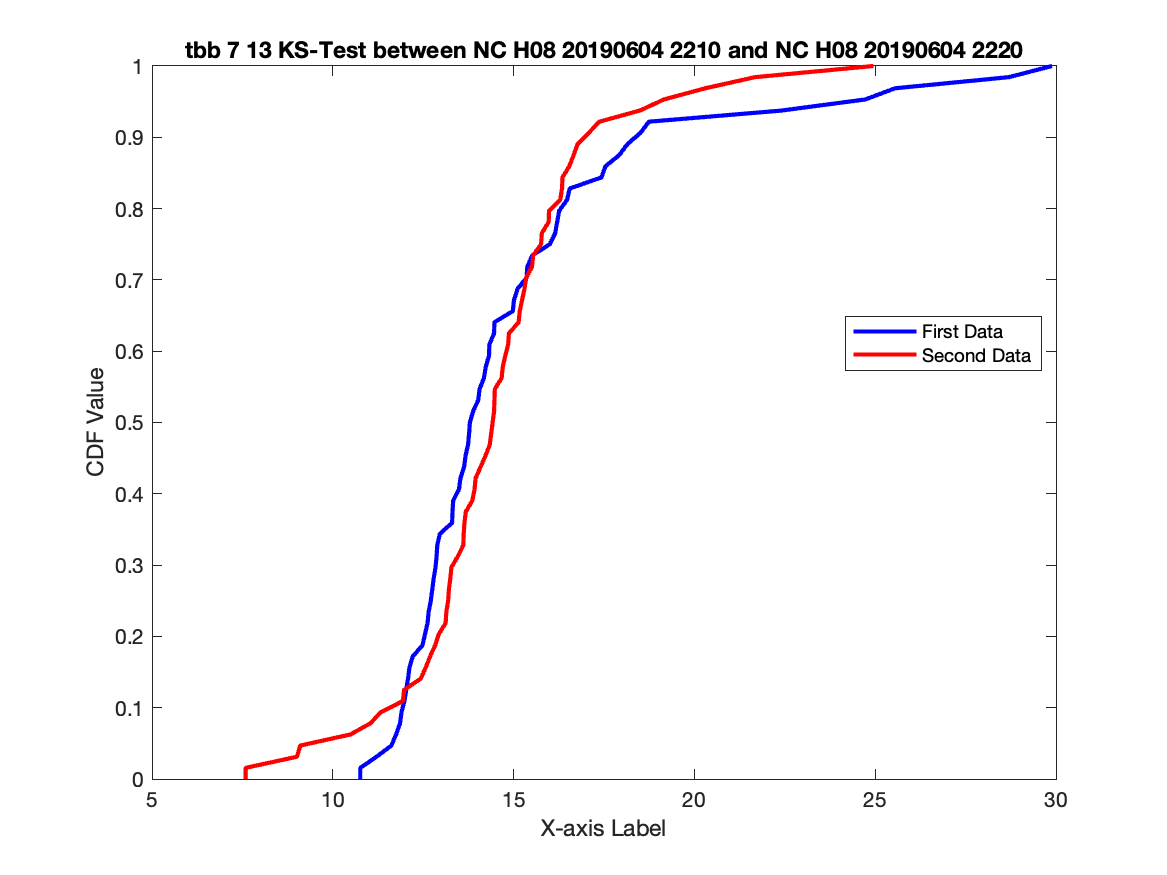 tbb 7 13 KS-Test between NC H08 20190604 2210 and NC H08 20190604 2220
1
0.9
0.8
0.7
0.6
0.5
0.4
0.3
0.2
0.1
0
CDF Value
First Data
Second Data
5 10 15 20 25 30
X-axis Label